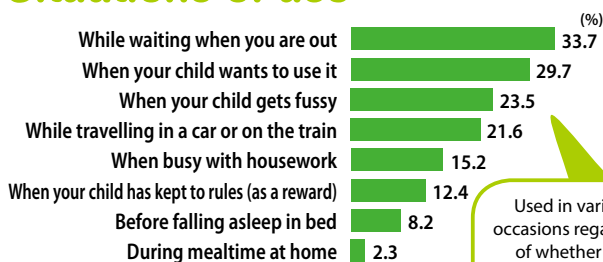 (%)
While waiting when you are out 33.7
When your child wants to use it 29.7
When your child gets fussy 23.5
While travelling in a car or on the train 21.6
When busy with housework 15.2
When your child has kept to rules (as a reward) 12.4
Before falling asleep in bed 8.2
During mealtime at home 2.3
Used in
occasions
of whether